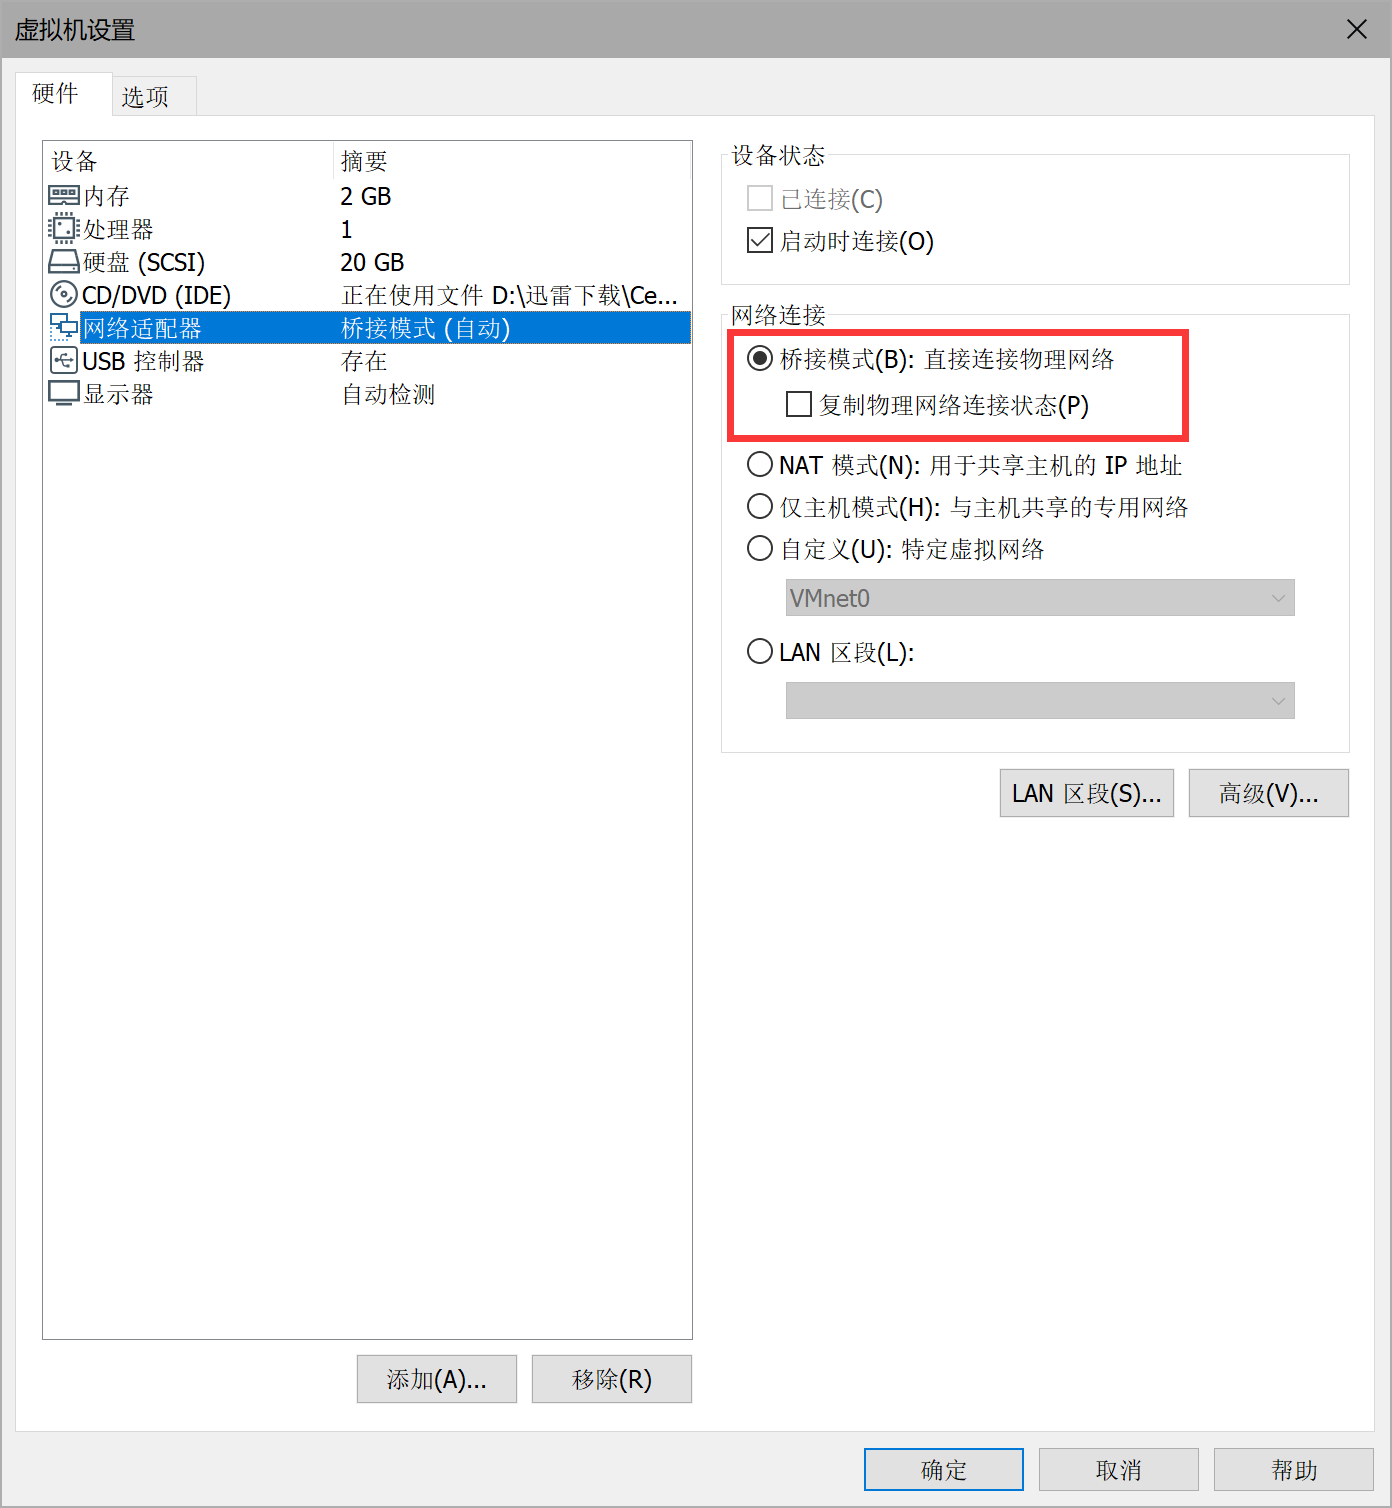 虚拟机设置
硬件
选项
设备 摘要
内存 2 GB
处理器 1
硬盘 (SCSI) 20 GB
CD/DVD (IDE) 正在使用文件 D:\迅雷下载\Ce...
网络适配器 桥接模式 (自动)
USB 控制器 存在
显示器 自动检测
添加(A)...
移除(R)
设备状态
已连接(C)
启动时连接(O)
网络连接
桥接模式(B): 直接连接物理网络
复制物理网络连接状态(P)
NAT 模式(N): 用于共享主机的 IP 地址
仅主机模式(H): 与主机共享的专用网络
自定义(U): 特定虚拟网络
VMnet0
LAN 区段(L):
LAN 区段(S)...
高级(V)...
确定
取消
帮助